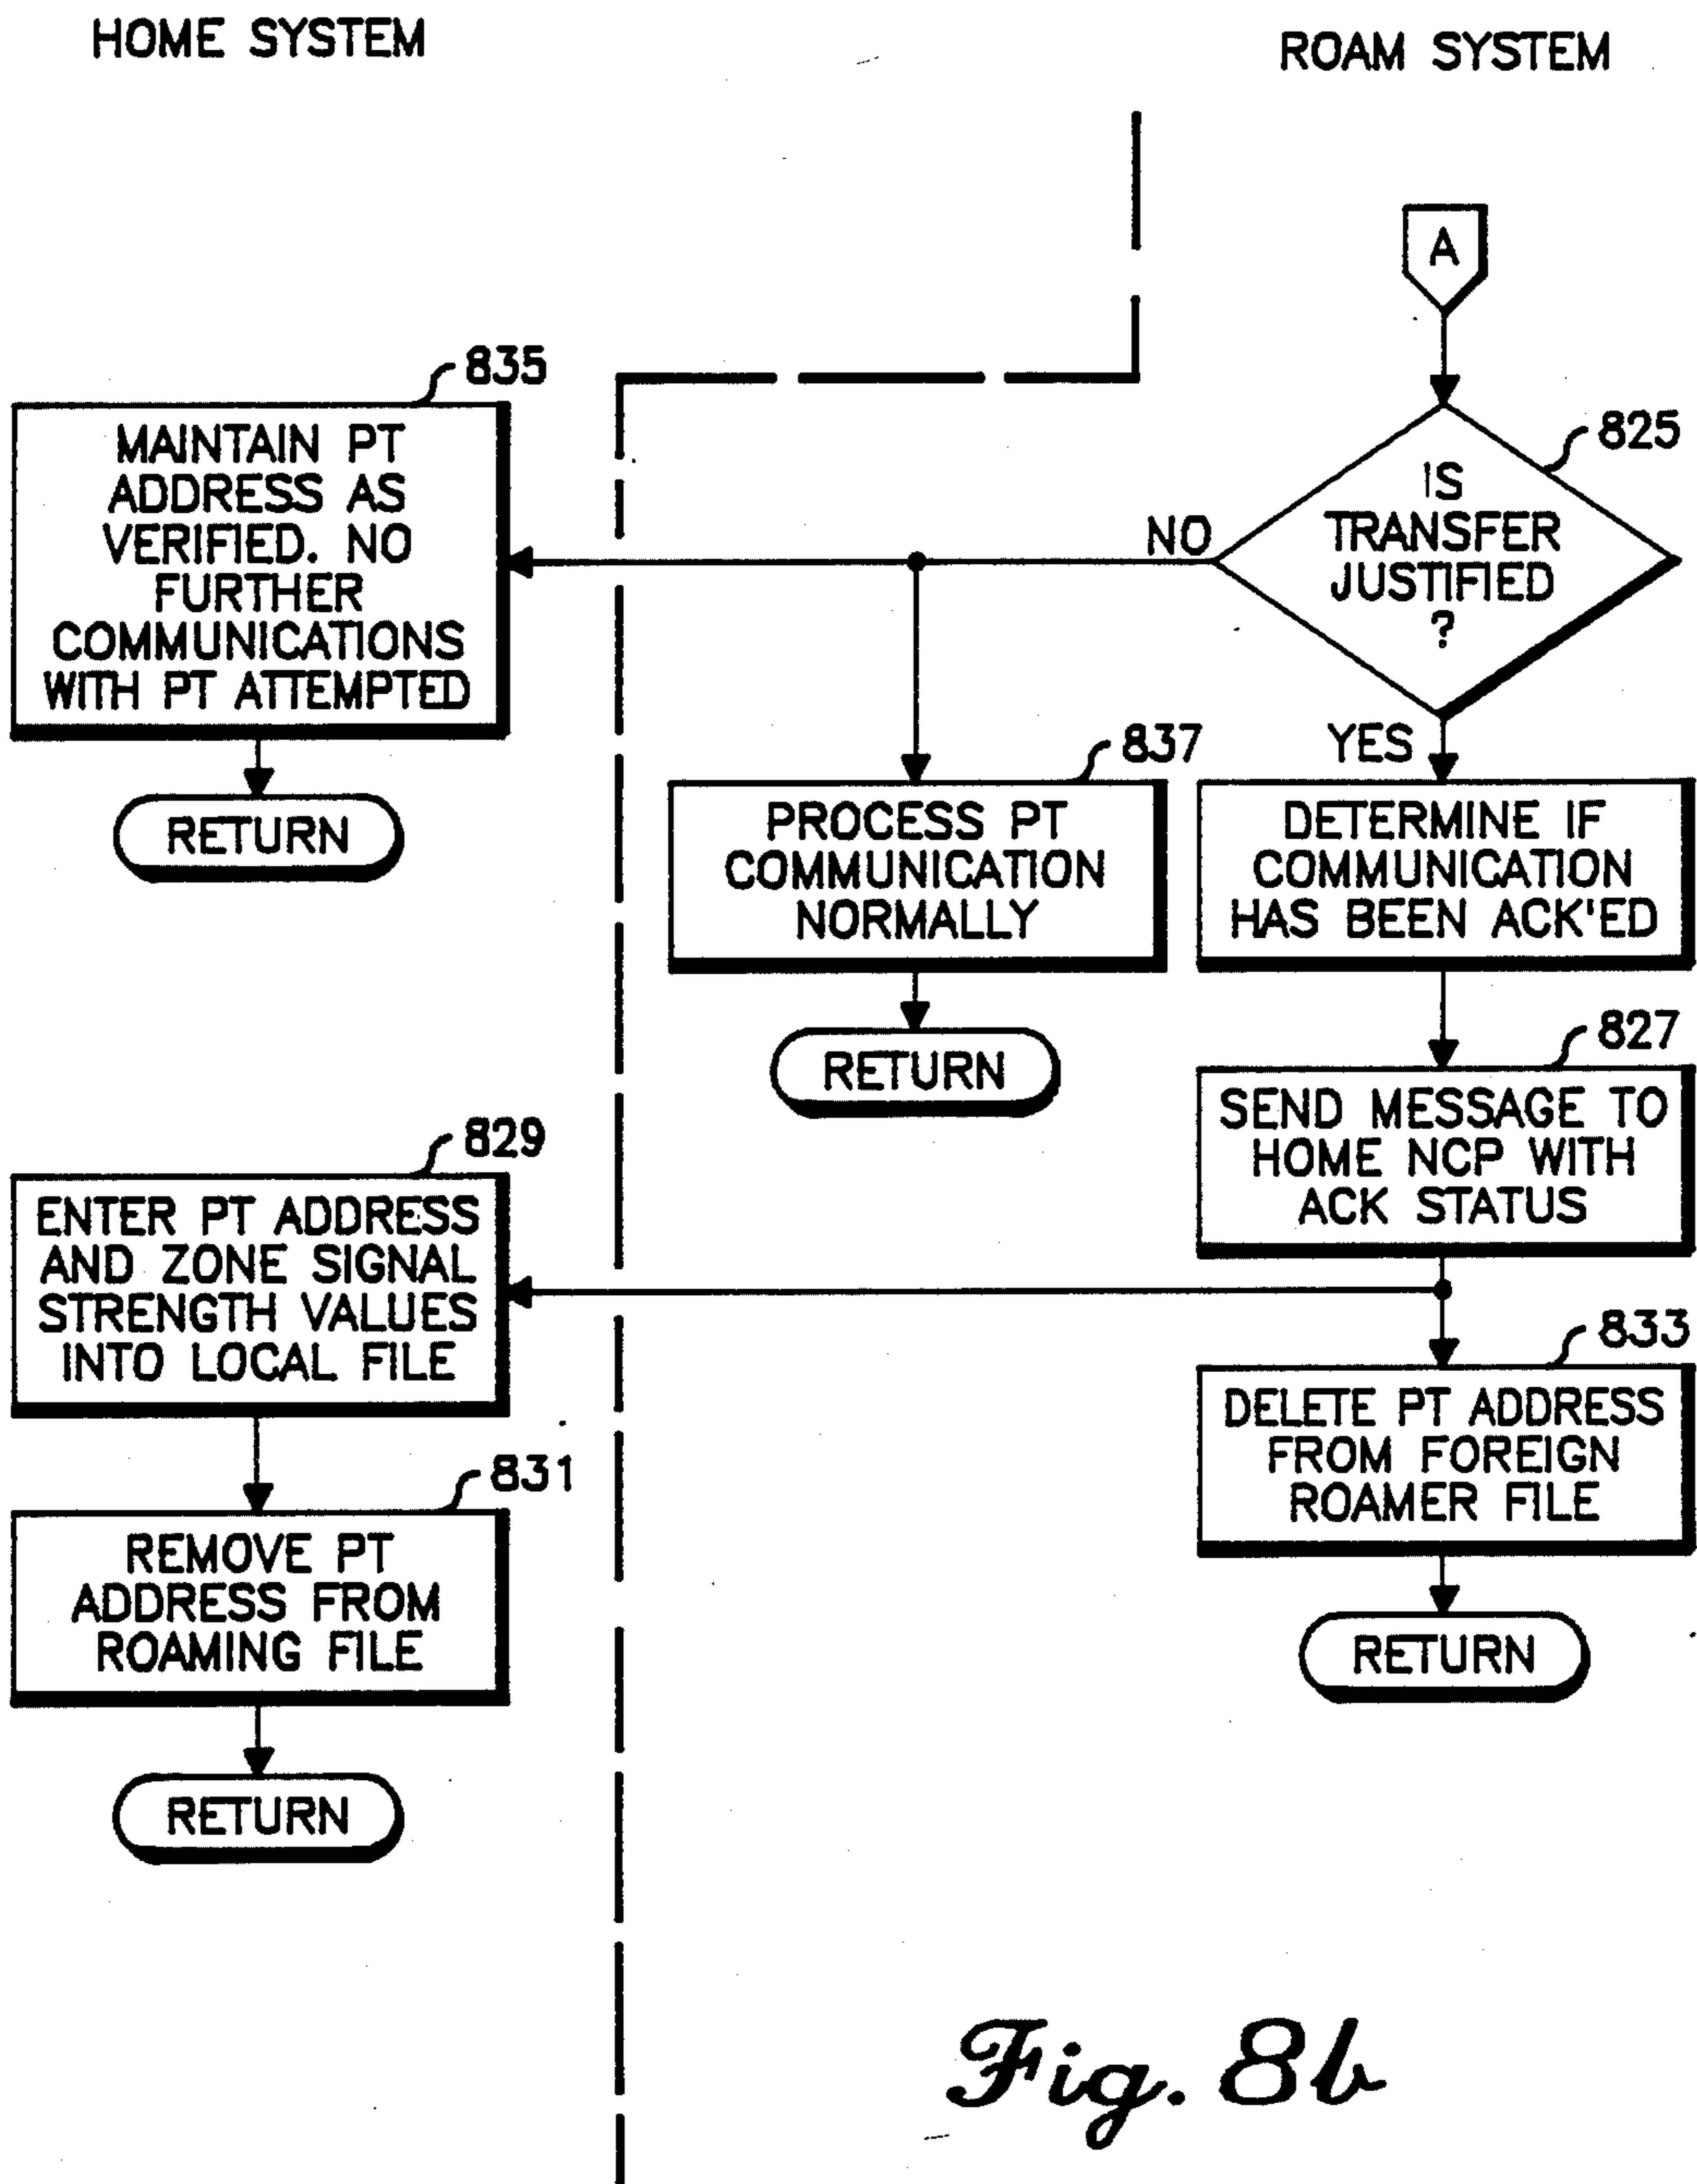 HOME SYSTEM
ROAM SYSTEM
A
835
MAINTAIN PT
ADDRESS AS
VERIFIED. NO
FURTHER
COMMUNICATIONS
WITH PT ATTEMPTED
RETURN
825
IS
TRANSFER
JUSTIFIED
?
NO
YES
837
PROCESS PT
COMMUNICATION
NORMALLY
RETURN
DETERMINE IF
COMMUNICATION
HAS BEEN ACK'ED
827
SEND MESSAGE TO
HOME NCP WITH
ACK STATUS
829
ENTER PT ADDRESS
AND ZONE SIGNAL
STRENGTH VALUES
INTO LOCAL FILE
833
DELETE PT ADDRESS
FROM FOREIGN
ROAMER FILE
RETURN
831
REMOVE PT
ADDRESS FROM
ROAMING FILE
RETURN
Fig. 8b